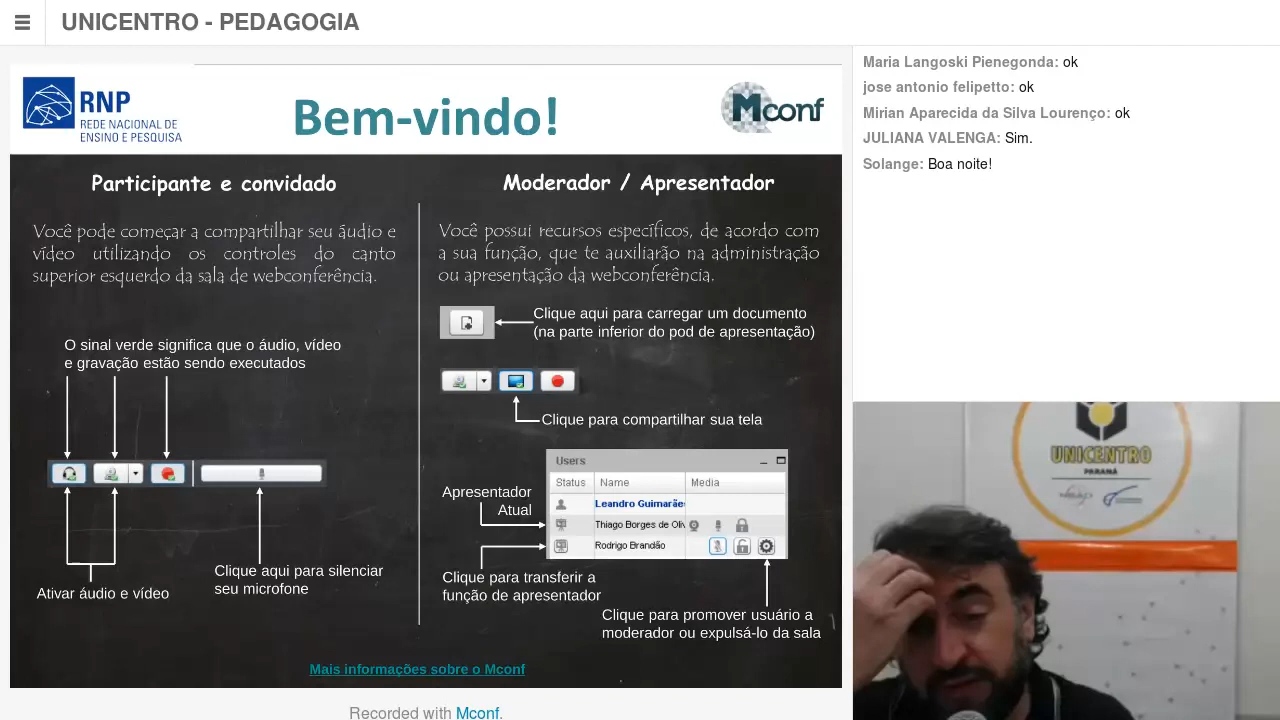 UNICENTRO - PEDAGOGIA
RNP
REDE NACIONAL DE
ENSINO E PESQUISA
Bem-vindo!
Mconf
Participante e convidado
Você pode começar a compartilhar seu áudio e
vídeo utilizando os controles do canto
superior esquerdo da sala de webconferência.
O sinal verde significa que o áudio, vídeo
e gravação estão sendo executados
Ativar áudio e vídeo
Clique aqui para silenciar
seu microfone
Moderador / Apresentador
Você possui recursos específicos, de acordo com
a sua função, que te auxiliarão na administração
ou apresentação da webconferência.
Clique aqui para carregar um documento
(na parte inferior do pod de apresentação)
Clique para compartilhar sua tela
Users
Status Name Media
Leandro Guimarães
Thiago Borges de Oliv
Rodrigo Brandão
Apresentador
Atual
Clique para transferir a
função de apresentador
Clique para promover usuário a
moderador ou expulsá-lo da sala
Mais informações sobre o Mconf
Recorded with Mconf.
Maria Langoski Pienegonda: ok
jose antonio felipetto: ok
Mirian Aparecida da Silva Lourenço: ok
JULIANA VALENGA: Sim.
Solange: Boa noite!
UNICENTRO
PARANÁ